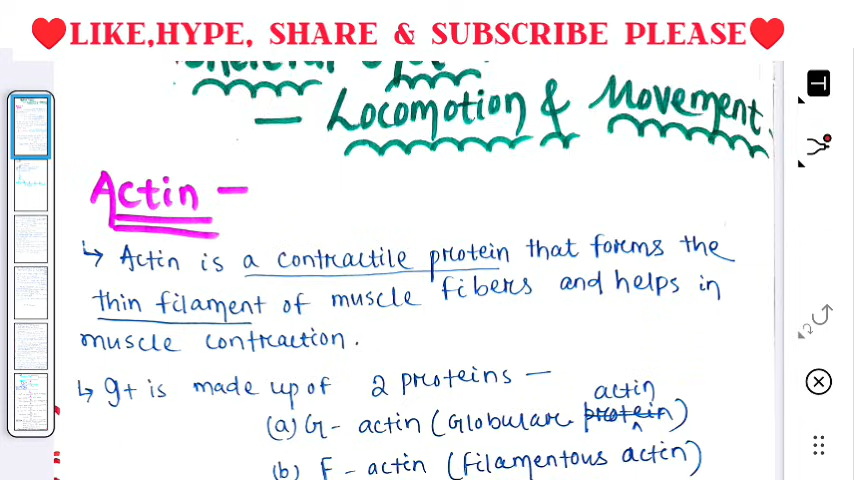 ❤LIKE,HYPE, SHARE & SUBSCRIBE PLEASE❤
— Locomotion & Movement
Actin —
↳ Actin is a contractile protein that forms the
thin filament of muscle fibers and helps in
muscle contraction.
↳ It is made up of 2 proteins —
actin
(a) G- actin (Globular protein)
(b) F - actin (filamentous actin)